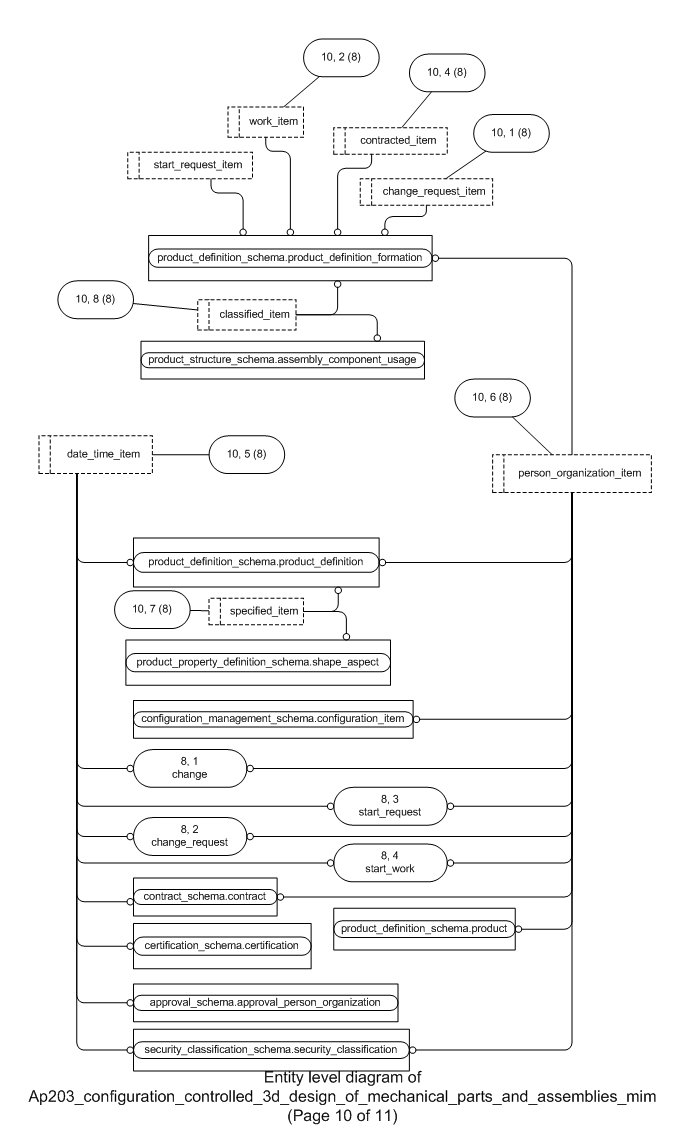 10, 2 (8)
10, 4 (8)
work_item
10, 1 (8)
contracted_item
start_request_item
change_request_item
product_definition_schema.product_definition_formation
10, 8 (8)
classified_item
product_structure_schema.assembly_component_usage
10, 6 (8)
date_time_item
10, 5 (8)
person_organization_item
product_definition_schema.product_definition
10, 7 (8)
specified_item
product_property_definition_schema.shape_aspect
configuration_management_schema.configuration_item
8, 1
change
8, 3
start_request
8, 2
change_request
8, 4
start_work
contract_schema.contract
product_definition_schema.product
certification_schema.certification
approval_schema.approval_person_organization
security_classification_schema.security_classification
Entity level diagram of
Ap203_configuration_controlled_3d_design_of_mechanical_parts_and_assemblies_mim
(Page 10 of 11)